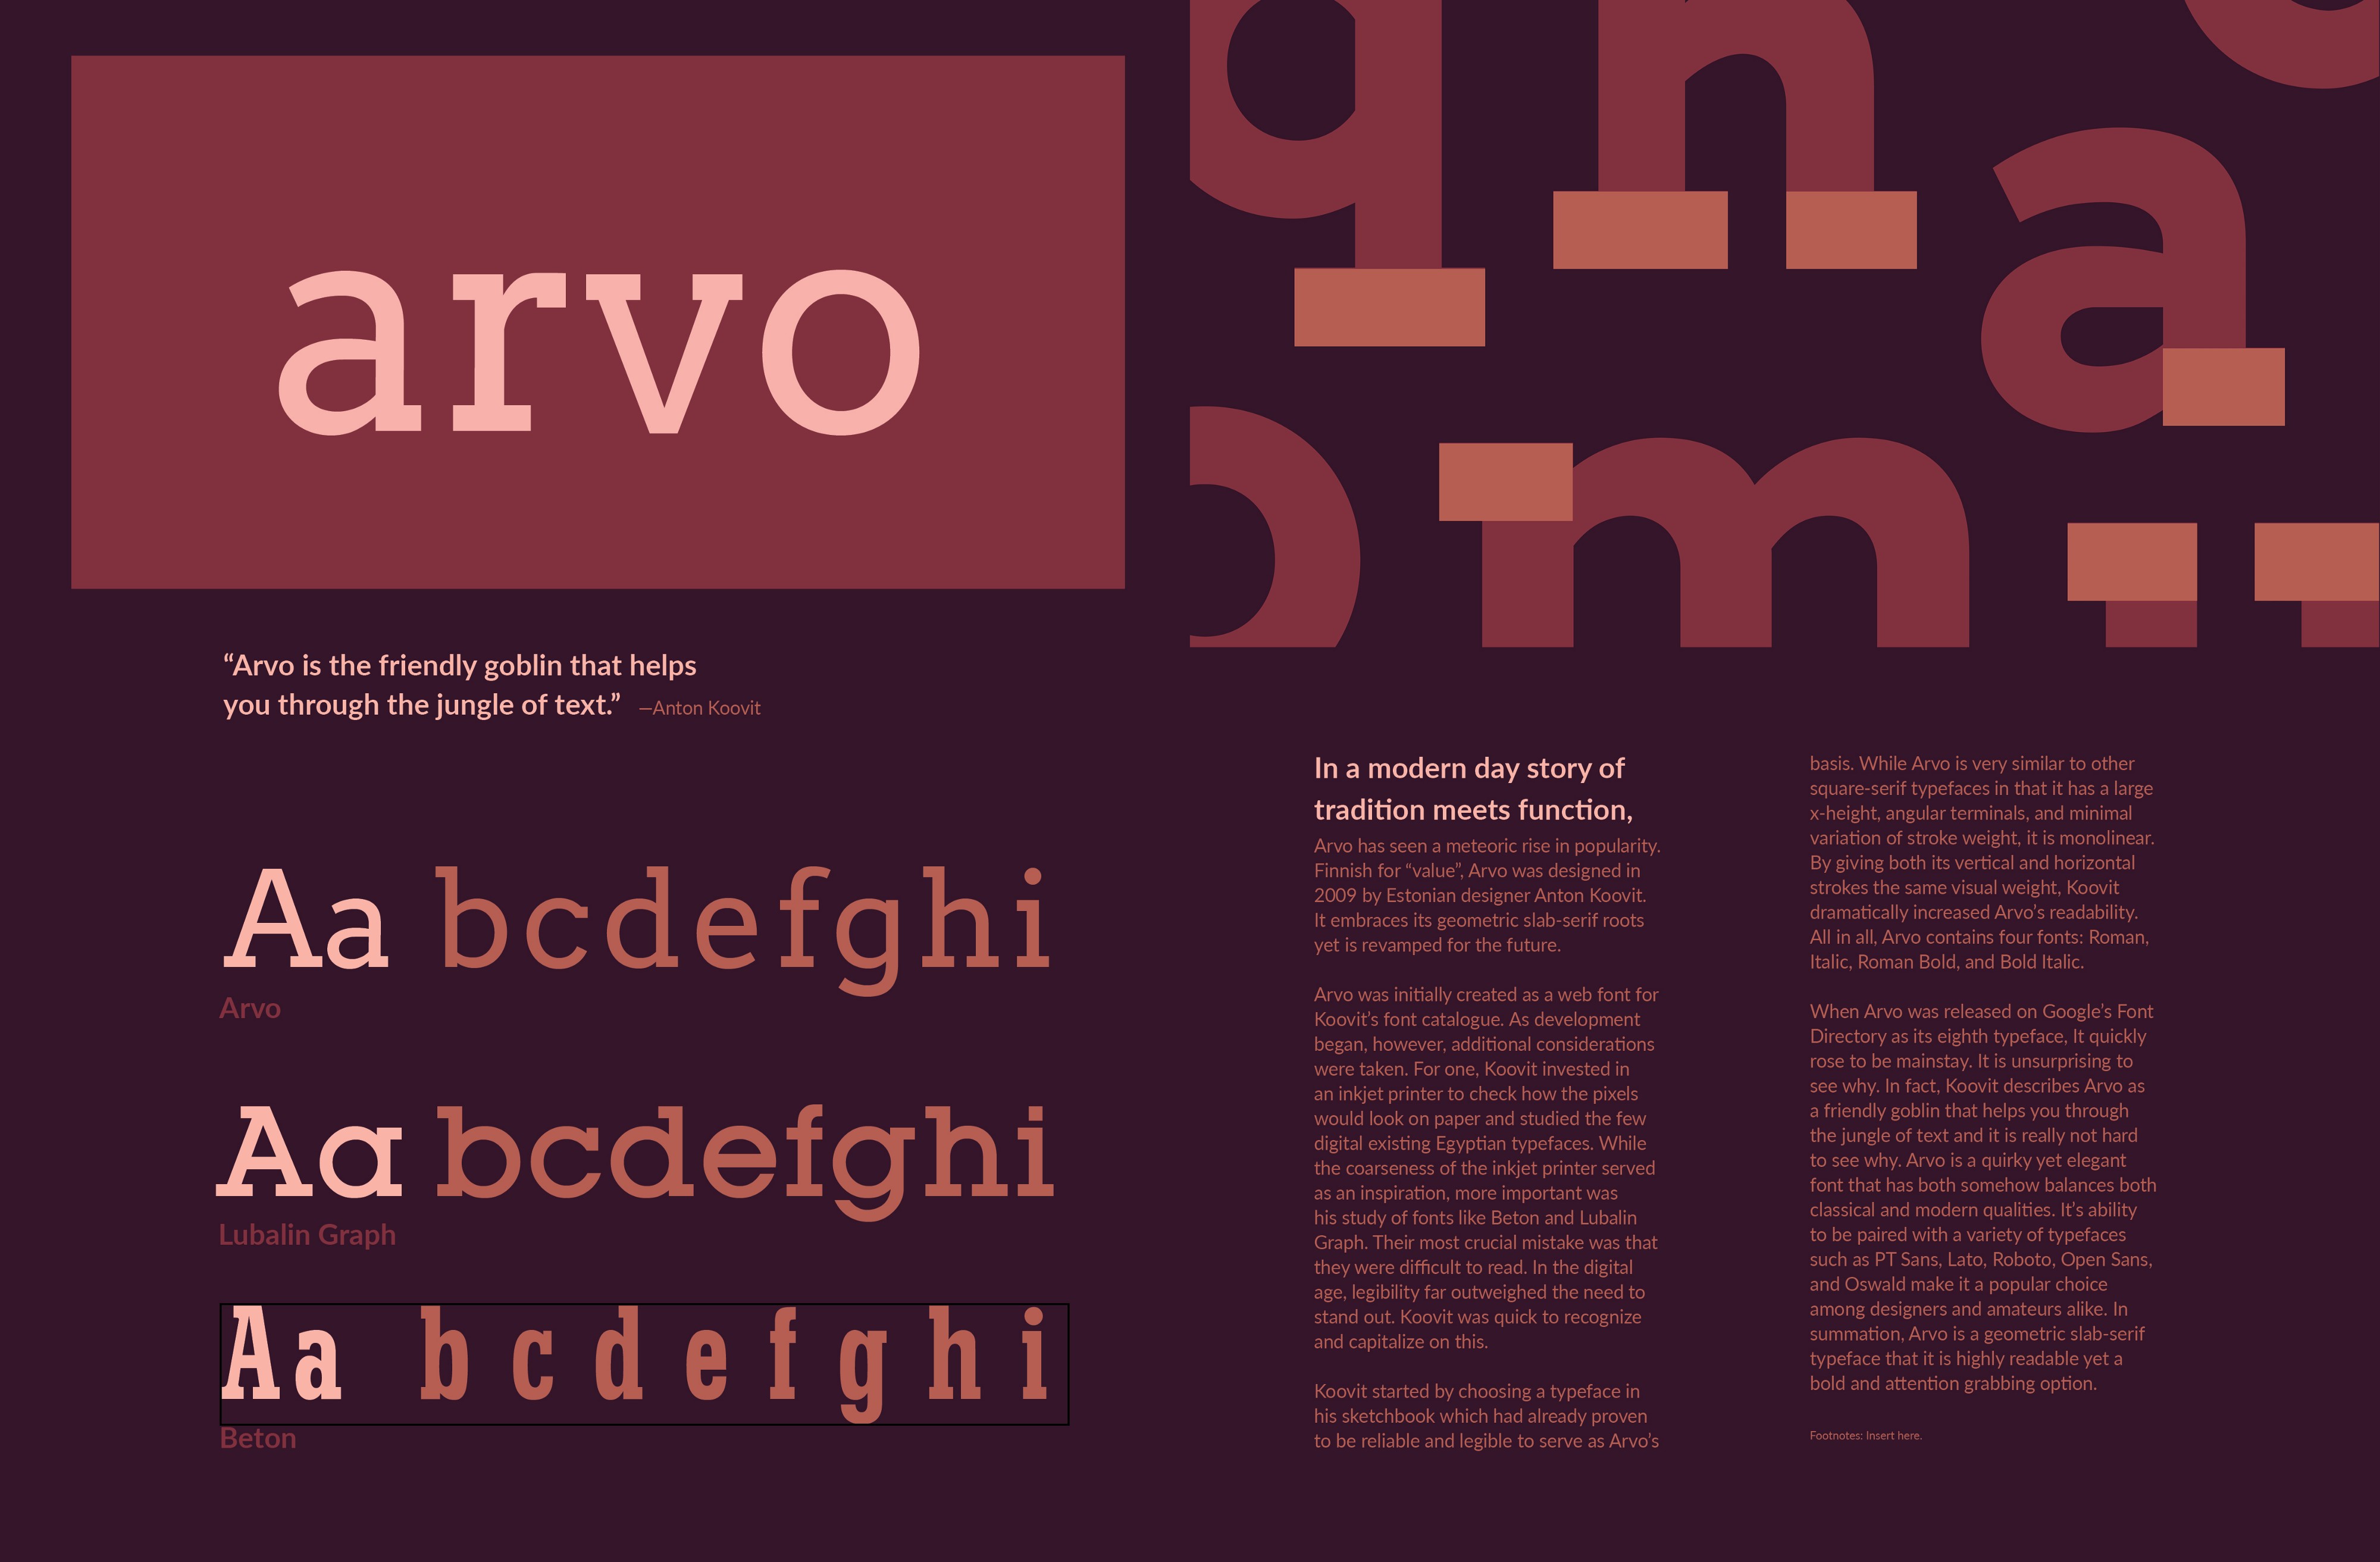 arvo
“Arvo is the friendly goblin that helps
you through the jungle of text.” —Anton Koovit
Aa bcdefghi
Arvo
Aa bcdefghi
Lubalin Graph
Aa b c d e f g h i
Beton
q n
a
o m
In a modern day story of
tradition meets function,
Arvo has seen a meteoric rise in popularity.
Finnish for “value”, Arvo was designed in
2009 by Estonian designer Anton Koovit.
It embraces its geometric slab-serif roots
yet is revamped for the future.
Arvo was initially created as a web font for
Koovit’s font catalogue. As development
began, however, additional considerations
were taken. For one, Koovit invested in
an inkjet printer to check how the pixels
would look on paper and studied the few
digital existing Egyptian typefaces. While
the coarseness of the inkjet printer served
as an inspiration, more important was
his study of fonts like Beton and Lubalin
Graph. Their most crucial mistake was that
they were difficult to read. In the digital
age, legibility far outweighed the need to
stand out. Koovit was quick to recognize
and capitalize on this.
Koovit started by choosing a typeface in
his sketchbook which had already proven
to be reliable and legible to serve as Arvo’s
basis. While Arvo is very similar to other
square-serif typefaces in that it has a large
x-height, angular terminals, and minimal
variation of stroke weight, it is monolinear.
By giving both its vertical and horizontal
strokes the same visual weight, Koovit
dramatically increased Arvo’s readability.
All in all, Arvo contains four fonts: Roman,
Italic, Roman Bold, and Bold Italic.
When Arvo was released on Google’s Font
Directory as its eighth typeface, It quickly
rose to be mainstay. It is unsurprising to
see why. In fact, Koovit describes Arvo as
a friendly goblin that helps you through
the jungle of text and it is really not hard
to see why. Arvo is a quirky yet elegant
font that has both somehow balances both
classical and modern qualities. It’s ability
to be paired with a variety of typefaces
such as PT Sans, Lato, Roboto, Open Sans,
and Oswald make it a popular choice
among designers and amateurs alike. In
summation, Arvo is a geometric slab-serif
typeface that it is highly readable yet a
bold and attention grabbing option.
Footnotes: Insert here.